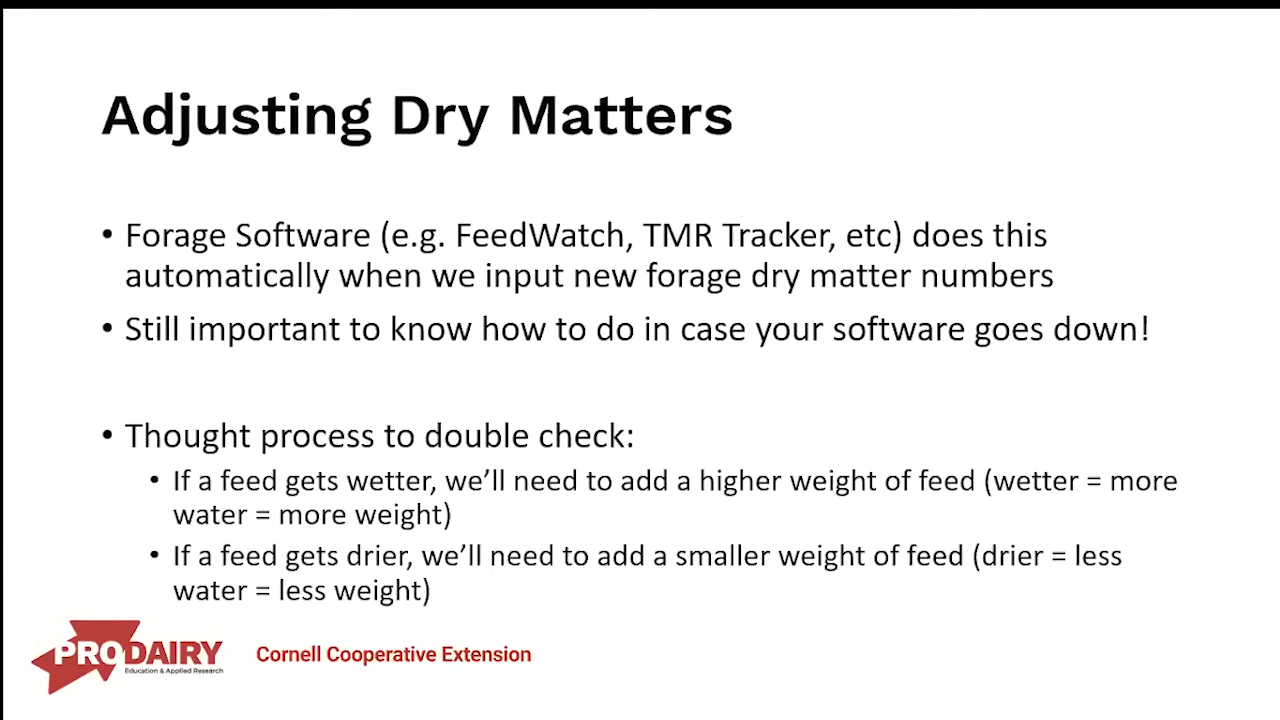 Adjusting Dry Matters
• Forage Software (e.g. FeedWatch, TMR Tracker, etc) does this
automatically when we input new forage dry matter numbers
• Still important to know how to do in case your software goes down!
• Thought process to double check:
• If a feed gets wetter, we’ll need to add a higher weight of feed (wetter = more
water = more weight)
• If a feed gets drier, we’ll need to add a smaller weight of feed (drier = less
water = less weight)
PRODAIRY
Education & Applied Research
Cornell Cooperative Extension